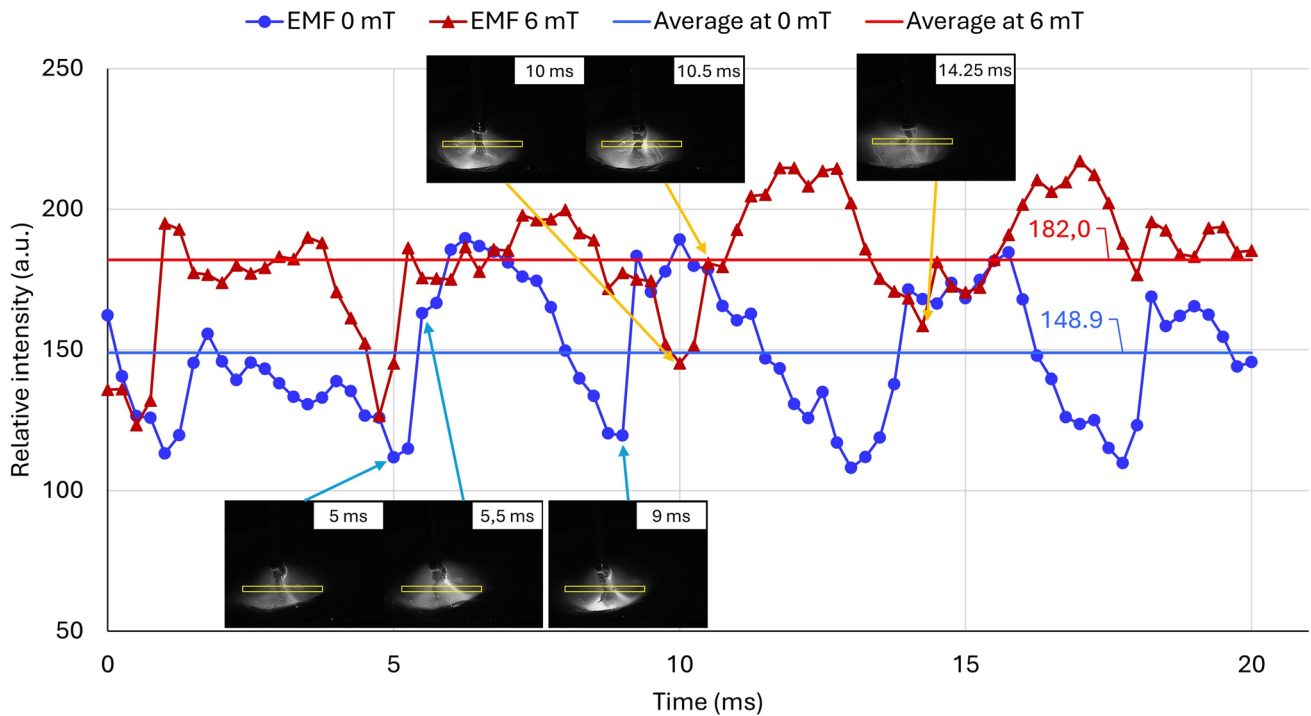 EMF 0 mT EMF 6 mT Average at 0 mT Average at 6 mT
250
200
150
100
50
Relative intensity (a.u.)
10 ms
10.5 ms
14.25 ms
182,0
148.9
5 ms
5,5 ms
9 ms
0 5 10 15 20
Time (ms)